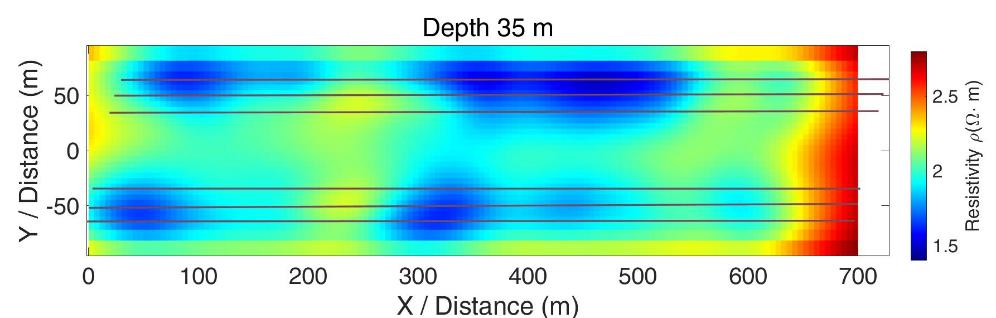 Depth 35 m
Y / Distance (m)
50
0
-50
0 100 200 300 400 500 600 700
X / Distance (m)
2.5
2
1.5
Resistivity ρ(Ω· m)